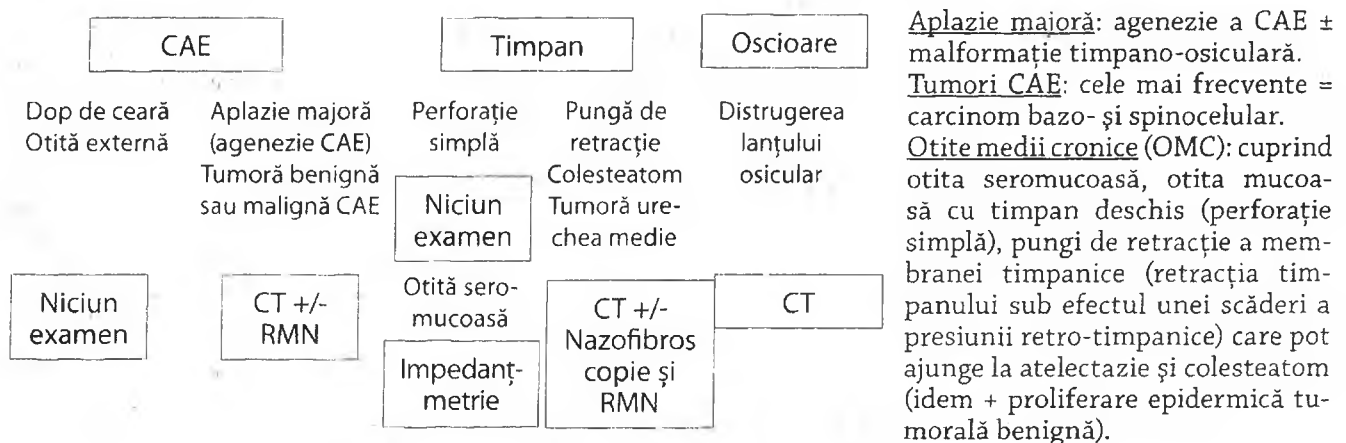 CAE
Timpan
Oscioare
Dop de ceară
Otită externă
Aplazie majoră
(agenezie CAE)
Tumoră benignă
sau malignă CAE
Perforație
simplă
Pungă de
retracție
Colesteatom
Tumoră ure-
chea medie
Distrugerea
lanțului
osicular
Niciun
examen
Niciun
examen
CT +/-
RMN
Otită sero-
mucoasă
Impedanț-
metrie
CT +/-
Nazofibros
copie și
RMN
CT
Aplazie majoră: agenezie a CAE ±
malformație timpano-osiculară.
Tumori CAE: cele mai frecvente =
carcinom bazo- și spinocelular.
Otite medii cronice (OMC): cuprind
otita seromucoasă, otita mucoa-
să cu timpan deschis (perforație
simplă), pungi de retracție a mem-
branei timpanice (retracția tim-
panului sub efectul unei scăderi a
presiunii retro-timpanice) care pot
ajunge la atelectazie și colesteatom
(idem + proliferare epidermică tu-
morală benignă).